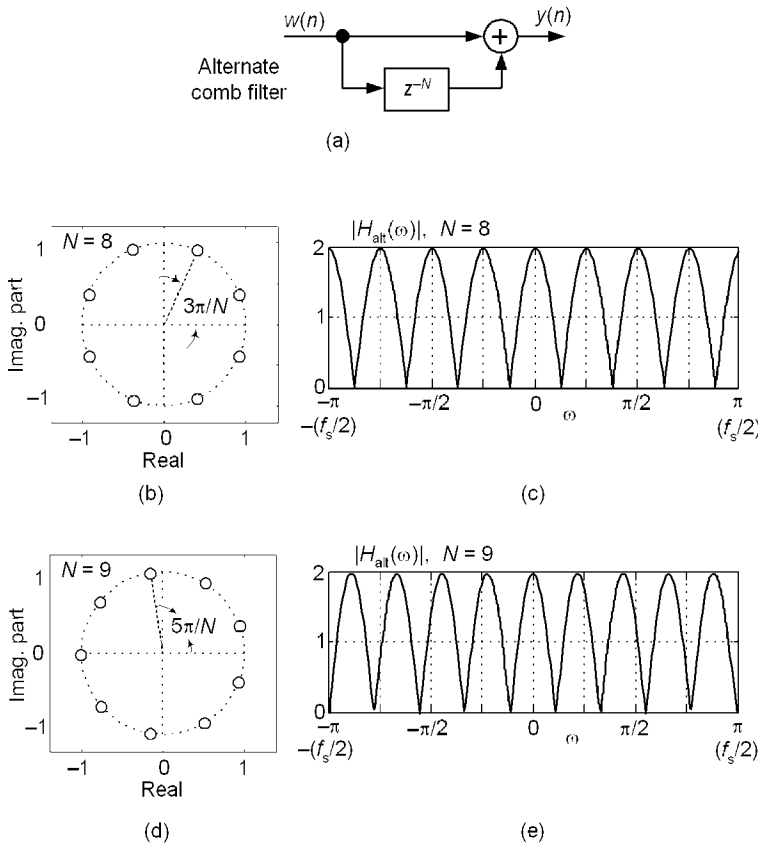 w(n)
y(n)
+
Alternate
comb filter
z^–N
(a)
N = 8
1
0
–1
Imag. part
3π/N
–1 0 1
Real
(b)
|H_alt(ω)|, N = 8
2
1
0
–π –π/2 0 ω π/2 π
–(f_s/2) (f_s/2)
(c)
N = 9
1
0
–1
Imag. part
5π/N
–1 0 1
Real
(d)
|H_alt(ω)|, N = 9
2
1
0
–π –π/2 0 ω π/2 π
–(f_s/2) (f_s/2)
(e)